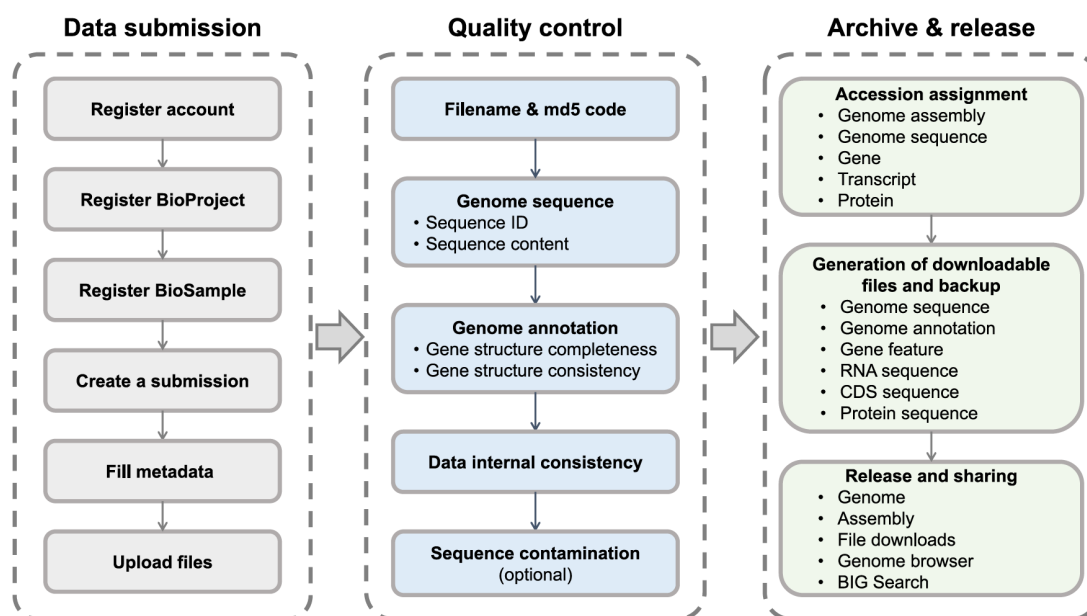 Data submission
Register account
Register BioProject
Register BioSample
Create a submission
Fill metadata
Upload files
Quality control
Filename & md5 code
Genome sequence
• Sequence ID
• Sequence content
Genome annotation
• Gene structure completeness
• Gene structure consistency
Data internal consistency
Sequence contamination
(optional)
Archive & release
Accession assignment
• Genome assembly
• Genome sequence
• Gene
• Transcript
• Protein
Generation of downloadable
files and backup
• Genome sequence
• Genome annotation
• Gene feature
• RNA sequence
• CDS sequence
• Protein sequence
Release and sharing
• Genome
• Assembly
• File downloads
• Genome browser
• BIG Search